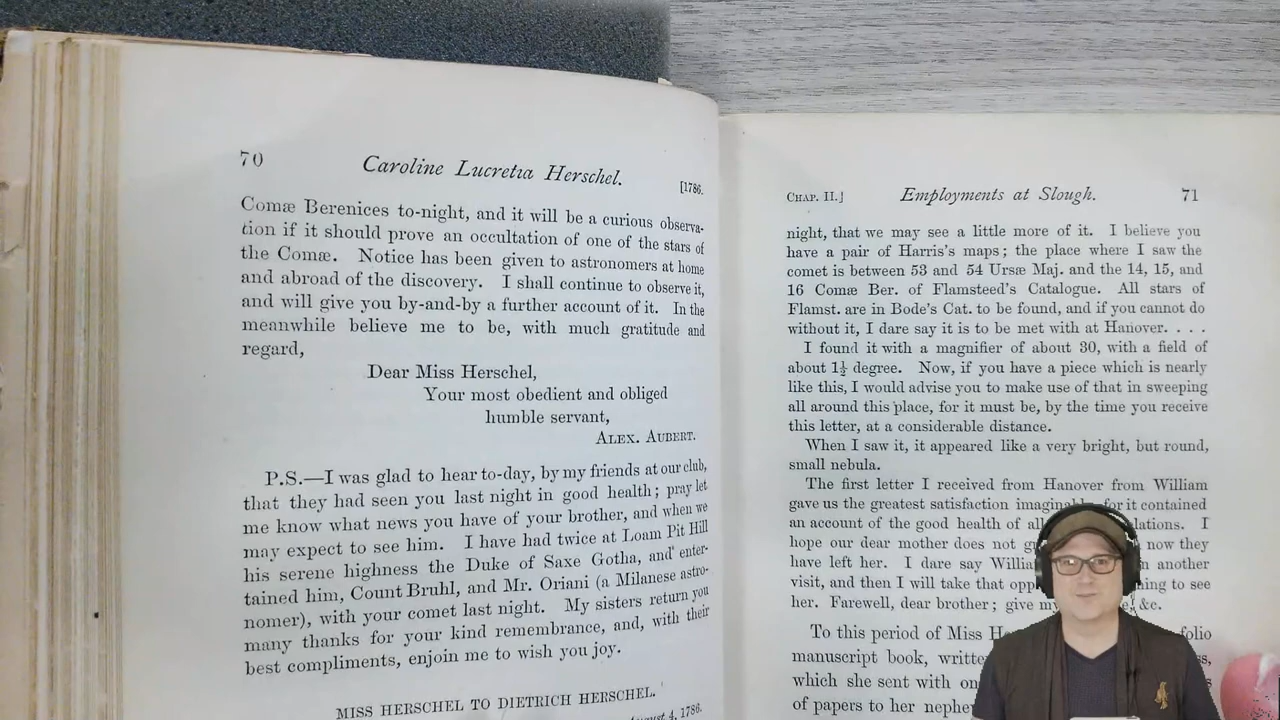 70
Caroline Lucretia Herschel.
[1786.
Comæ Berenices to-night, and it will be a curious observa-
tion if it should prove an occultation of one of the stars of
the Comæ. Notice has been given to astronomers at home
and abroad of the discovery. I shall continue to observe it,
and will give you by-and-by a further account of it. In the
meanwhile believe me to be, with much gratitude and
regard,
Dear Miss Herschel,
Your most obedient and obliged
humble servant,
Alex. Aubert.
P.S.—I was glad to hear to-day, by my friends at our club,
that they had seen you last night in good health; pray let
me know what news you have of your brother, and when we
may expect to see him. I have had twice at Loam Pit Hill
his serene highness the Duke of Saxe Gotha, and enter-
tained him, Count Bruhl, and Mr. Oriani (a Milanese astro-
nomer), with your comet last night. My sisters return you
many thanks for your kind remembrance, and, with their
best compliments, enjoin me to wish you joy.
MISS HERSCHEL TO DIETRICH HERSCHEL.
4, 1786.
Chap. II.]
Employments at Slough.
71
night, that we may see a little more of it. I believe you
have a pair of Harris's maps; the place where I saw the
comet is between 53 and 54 Ursæ Maj. and the 14, 15, and
16 Comæ Ber. of Flamsteed's Catalogue. All stars of
Flamst. are in Bode's Cat. to be found, and if you cannot do
without it, I dare say it is to be met with at Hanover. . . .
I found it with a magnifier of about 30, with a field of
about 1½ degree. Now, if you have a piece which is nearly
like this, I would advise you to make use of that in sweeping
all around this place, for it must be, by the time you receive
this letter, at a considerable distance.
When I saw it, it appeared like a very bright, but round,
small nebula.
The first letter I received from Hanover from William
gave us the greatest satisfaction for it contained
an account of the good health of I
hope our dear mother does not now they
have left her. I dare say another
visit, and then I will take that to see
her. Farewell, dear brother; give &c.
To this period of Miss folio
manuscript book,
which she sent with
of papers to her